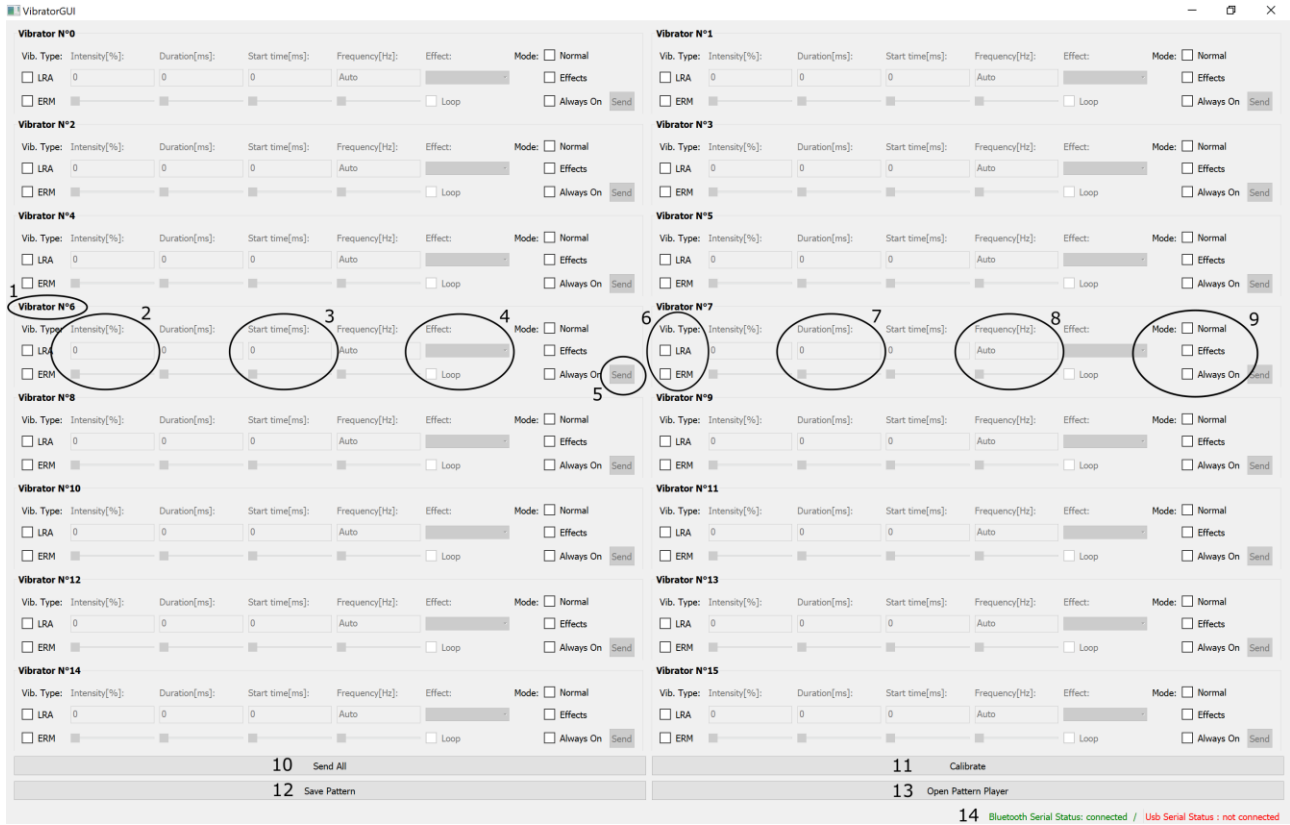 VibratorGUI
Vibrator N°0
Vib. Type: Intensity[%]: Duration[ms]: Start time[ms]: Frequency[Hz]: Effect: Mode: Normal
LRA 0 0 0 Auto Effects
ERM Loop Always On Send
Vibrator N°1
Vib. Type: Intensity[%]: Duration[ms]: Start time[ms]: Frequency[Hz]: Effect: Mode: Normal
LRA 0 0 0 Auto Effects
ERM Loop Always On Send
Vibrator N°2
Vib. Type: Intensity[%]: Duration[ms]: Start time[ms]: Frequency[Hz]: Effect: Mode: Normal
LRA 0 0 0 Auto Effects
ERM Loop Always On Send
Vibrator N°3
Vib. Type: Intensity[%]: Duration[ms]: Start time[ms]: Frequency[Hz]: Effect: Mode: Normal
LRA 0 0 0 Auto Effects
ERM Loop Always On Send
Vibrator N°4
Vib. Type: Intensity[%]: Duration[ms]: Start time[ms]: Frequency[Hz]: Effect: Mode: Normal
LRA 0 0 0 Auto Effects
ERM Loop Always On Send
Vibrator N°5
Vib. Type: Intensity[%]: Duration[ms]: Start time[ms]: Frequency[Hz]: Effect: Mode: Normal
LRA 0 0 0 Auto Effects
ERM Loop Always On Send
1 Vibrator N°6 2 3 4
Vib. Type: Intensity[%]: Duration[ms]: Start time[ms]: Frequency[Hz]: Effect: Mode: Normal
LRA 0 0 0 Auto Effects
ERM Loop Always On Send
5
Vibrator N°7
6 7 8 9
Vib. Type: Intensity[%]: Duration[ms]: Start time[ms]: Frequency[Hz]: Effect: Mode: Normal
LRA 0 0 0 Auto Effects
ERM Loop Always On Send
Vibrator N°8
Vib. Type: Intensity[%]: Duration[ms]: Start time[ms]: Frequency[Hz]: Effect: Mode: Normal
LRA 0 0 0 Auto Effects
ERM Loop Always On Send
Vibrator N°9
Vib. Type: Intensity[%]: Duration[ms]: Start time[ms]: Frequency[Hz]: Effect: Mode: Normal
LRA 0 0 0 Auto Effects
ERM Loop Always On Send
Vibrator N°10
Vib. Type: Intensity[%]: Duration[ms]: Start time[ms]: Frequency[Hz]: Effect: Mode: Normal
LRA 0 0 0 Auto Effects
ERM Loop Always On Send
Vibrator N°11
Vib. Type: Intensity[%]: Duration[ms]: Start time[ms]: Frequency[Hz]: Effect: Mode: Normal
LRA 0 0 0 Auto Effects
ERM Loop Always On Send
Vibrator N°12
Vib. Type: Intensity[%]: Duration[ms]: Start time[ms]: Frequency[Hz]: Effect: Mode: Normal
LRA 0 0 0 Auto Effects
ERM Loop Always On Send
Vibrator N°13
Vib. Type: Intensity[%]: Duration[ms]: Start time[ms]: Frequency[Hz]: Effect: Mode: Normal
LRA 0 0 0 Auto Effects
ERM Loop Always On Send
Vibrator N°14
Vib. Type: Intensity[%]: Duration[ms]: Start time[ms]: Frequency[Hz]: Effect: Mode: Normal
LRA 0 0 0 Auto Effects
ERM Loop Always On Send
Vibrator N°15
Vib. Type: Intensity[%]: Duration[ms]: Start time[ms]: Frequency[Hz]: Effect: Mode: Normal
LRA 0 0 0 Auto Effects
ERM Loop Always On Send
10 Send All
11 Calibrate
12 Save Pattern
13 Open Pattern Player
14 Bluetooth Serial Status: connected / Usb Serial Status : not connected